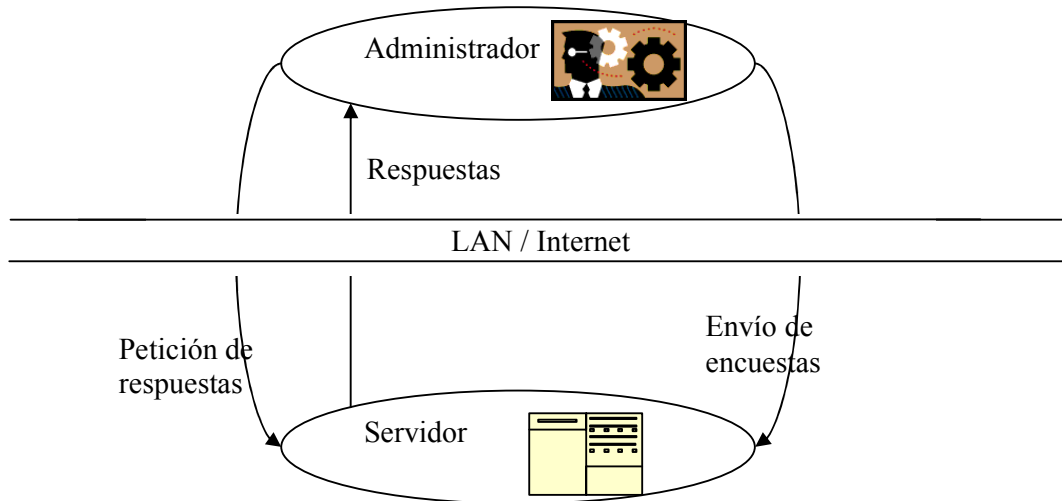 Administrador
Respuestas
LAN / Internet
Petición de
respuestas
Envío de
encuestas
Servidor